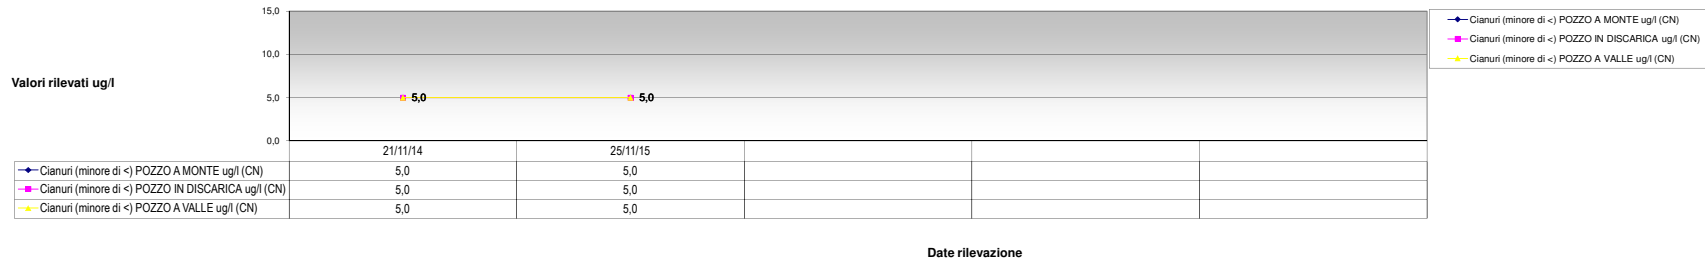 15,0
10,0
5,0
0,0
Valori rilevati ug/l
5,0
5,0
Cianuri (minore di <) POZZO A MONTE ug/l (CN)
Cianuri (minore di <) POZZO IN DISCARICA ug/l (CN)
Cianuri (minore di <) POZZO A VALLE ug/l (CN)
21/11/14 25/11/15
Cianuri (minore di <) POZZO A MONTE ug/l (CN) 5,0 5,0
Cianuri (minore di <) POZZO IN DISCARICA ug/l (CN) 5,0 5,0
Cianuri (minore di <) POZZO A VALLE ug/l (CN) 5,0 5,0
Date rilevazione